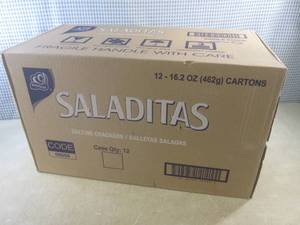 SALADITAS
FRAGILE HANDLE WITH CARE
12 - 16.2 OZ (462g) CARTONS
SALADITAS
SALTINE CRACKERS / GALLETAS SALADAS
CODE
Case Qty: 12